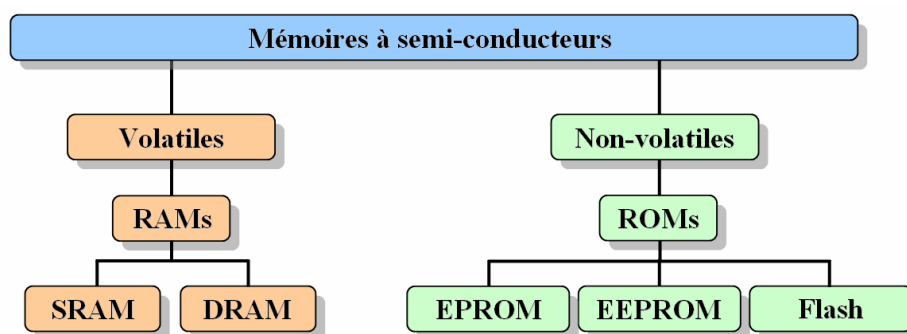 Mémoires à semi-conducteurs
Volatiles
Non-volatiles
RAMs
ROMs
SRAM
DRAM
EPROM
EEPROM
Flash